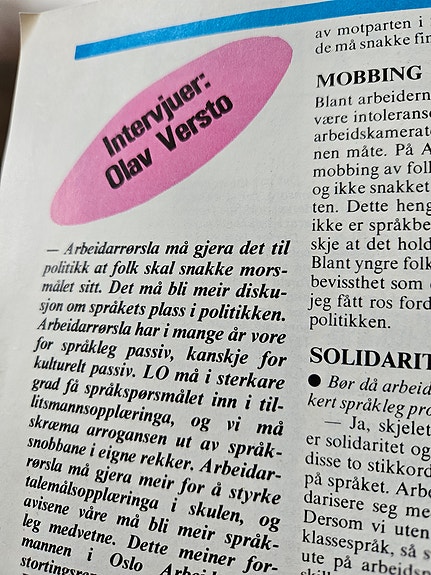 Intervjuer:
Olav Versto
— Arbeidarrørsla må gjera det til
politikk at folk skal snakke mors-
målet sitt. Det må bli meir disku-
sjon om språkets plass i politikken.
Arbeidarrørsla har i mange år vore
for språkleg passiv, kanskje for
kulturelt passiv. LO må i sterkare
grad få språkspørsmålet inn i til-
litsmannsopplæringa, og vi må
skræma arrogansen ut av språk-
snobbane i eigne rekker. Arbeidar-
rørsla må gjera meir for å styrke
talemålsopplæringa i skulen, og
avisene våre må bli meir språk-
leg medvetne. Dette meiner for-
mannen i Oslo
av motparten i
de må snakke
MOBBING
Blant arbeidern
være intoleranse
arbeidskamerate
nen måte. På A
mobbing av folk
og ikke snakket
ten. Dette heng
ikke er språkbe
skje at det hold
Blant yngre folk
bevissthet som
jeg fått ros ford
politikken.
SOLIDARIT
● Bør då arbeid
kert språkleg pro
— Ja, skjelet
er solidaritet og
disse to stikkord
på språket. Arbe
darisere seg me
Dersom vi uten
klassespråk, så s
ute på arbeidsp